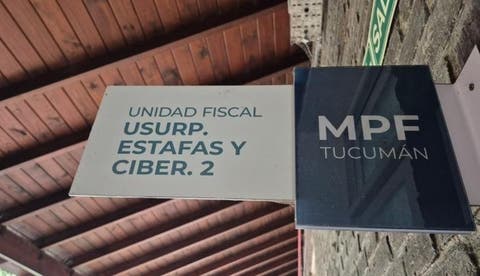 UNIDAD FISCAL
USURP.
ESTAFAS Y
CIBER. 2
MPF
TUCUMÁN